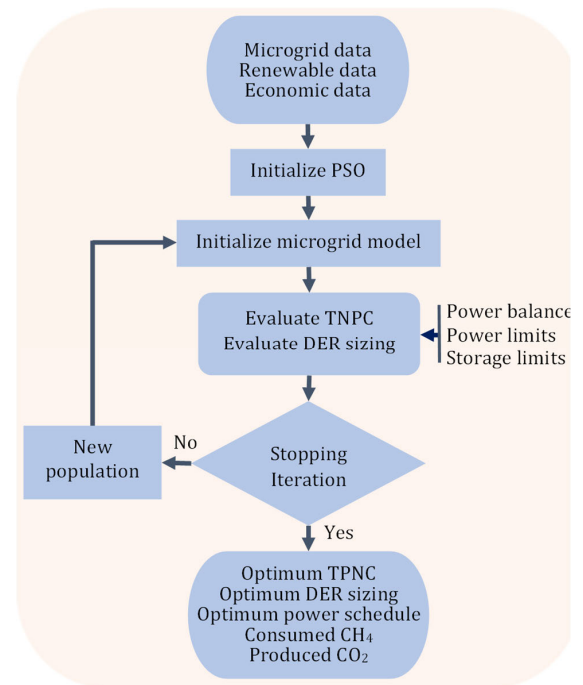 Microgrid data
Renewable data
Economic data
Initialize PSO
Initialize microgrid model
Evaluate TNPC
Evaluate DER sizing
Power balance
Power limits
Storage limits
No
New
population
Stopping
Iteration
Yes
Optimum TPNC
Optimum DER sizing
Optimum power schedule
Consumed CH₄
Produced CO₂